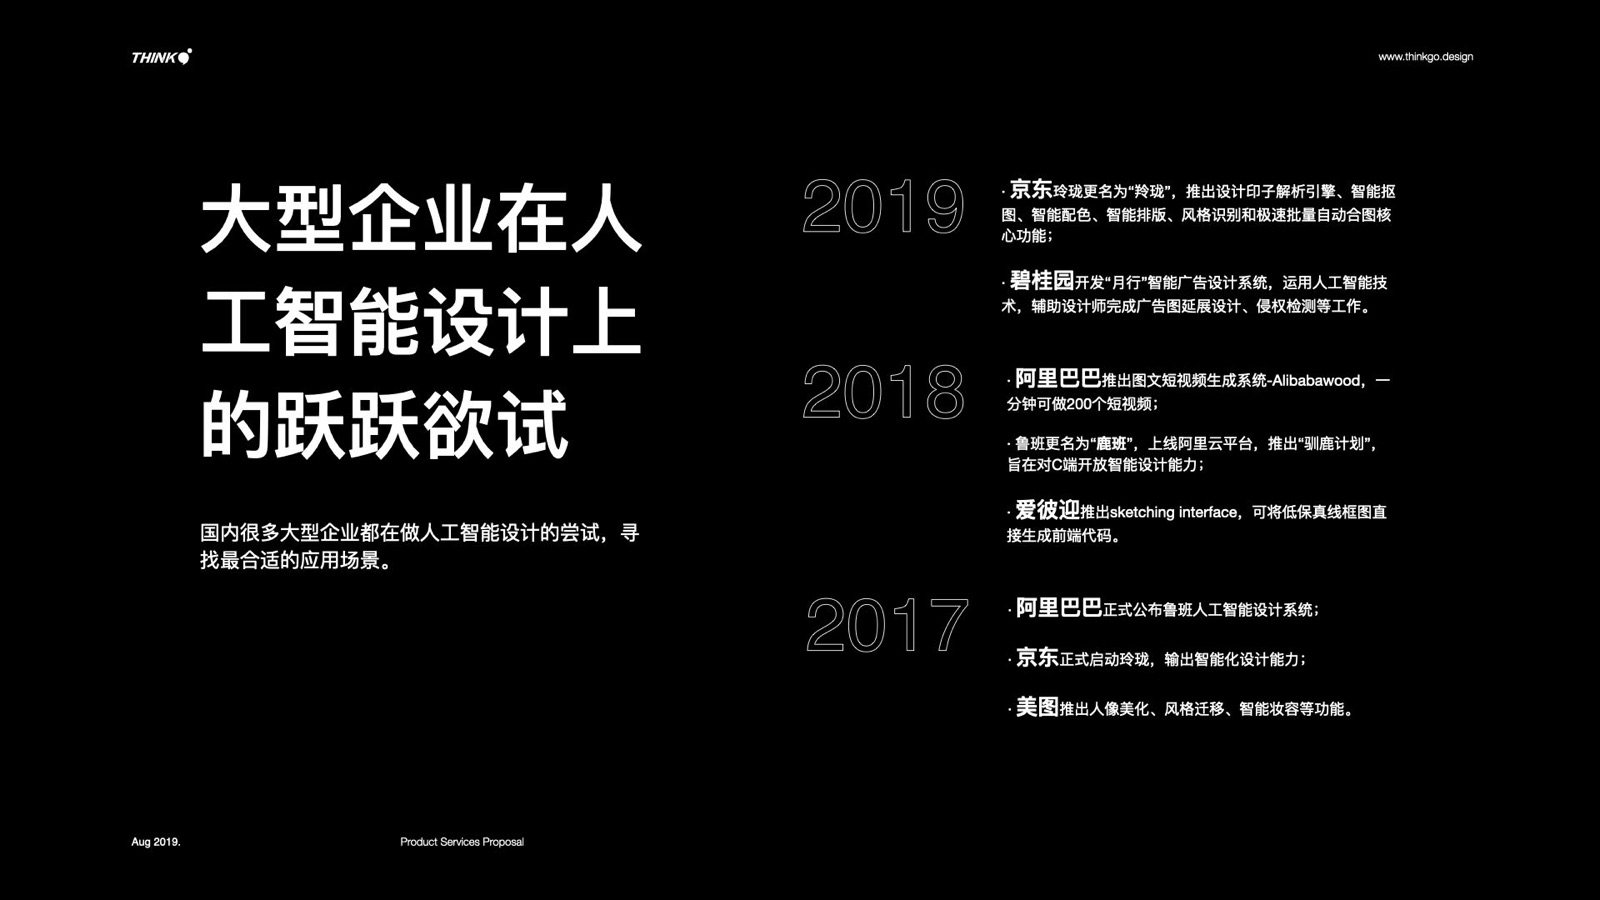 THINK
www.thinkgo.design
大型企业在人
工智能设计上
的跃跃欲试
国内很多大型企业都在做人工智能设计的尝试，寻
找最合适的应用场景。
2019
· 京东玲珑更名为“羚珑”，推出设计印子解析引擎、智能抠
图、智能配色、智能排版、风格识别和极速批量自动合图核
心功能；
· 碧桂园开发“月行”智能广告设计系统，运用人工智能技
术，辅助设计师完成广告图延展设计、侵权检测等工作。
2018
· 阿里巴巴推出图文短视频生成系统-Alibabawood，一
分钟可做200个短视频；
· 鲁班更名为“鹿班”，上线阿里云平台，推出“驯鹿计划”，
旨在对C端开放智能设计能力；
· 爱彼迎推出sketching interface，可将低保真线框图直
接生成前端代码。
2017
· 阿里巴巴正式公布鲁班人工智能设计系统；
· 京东正式启动玲珑，输出智能化设计能力；
· 美图推出人像美化、风格迁移、智能妆容等功能。
Aug 2019.
Product Services Proposal